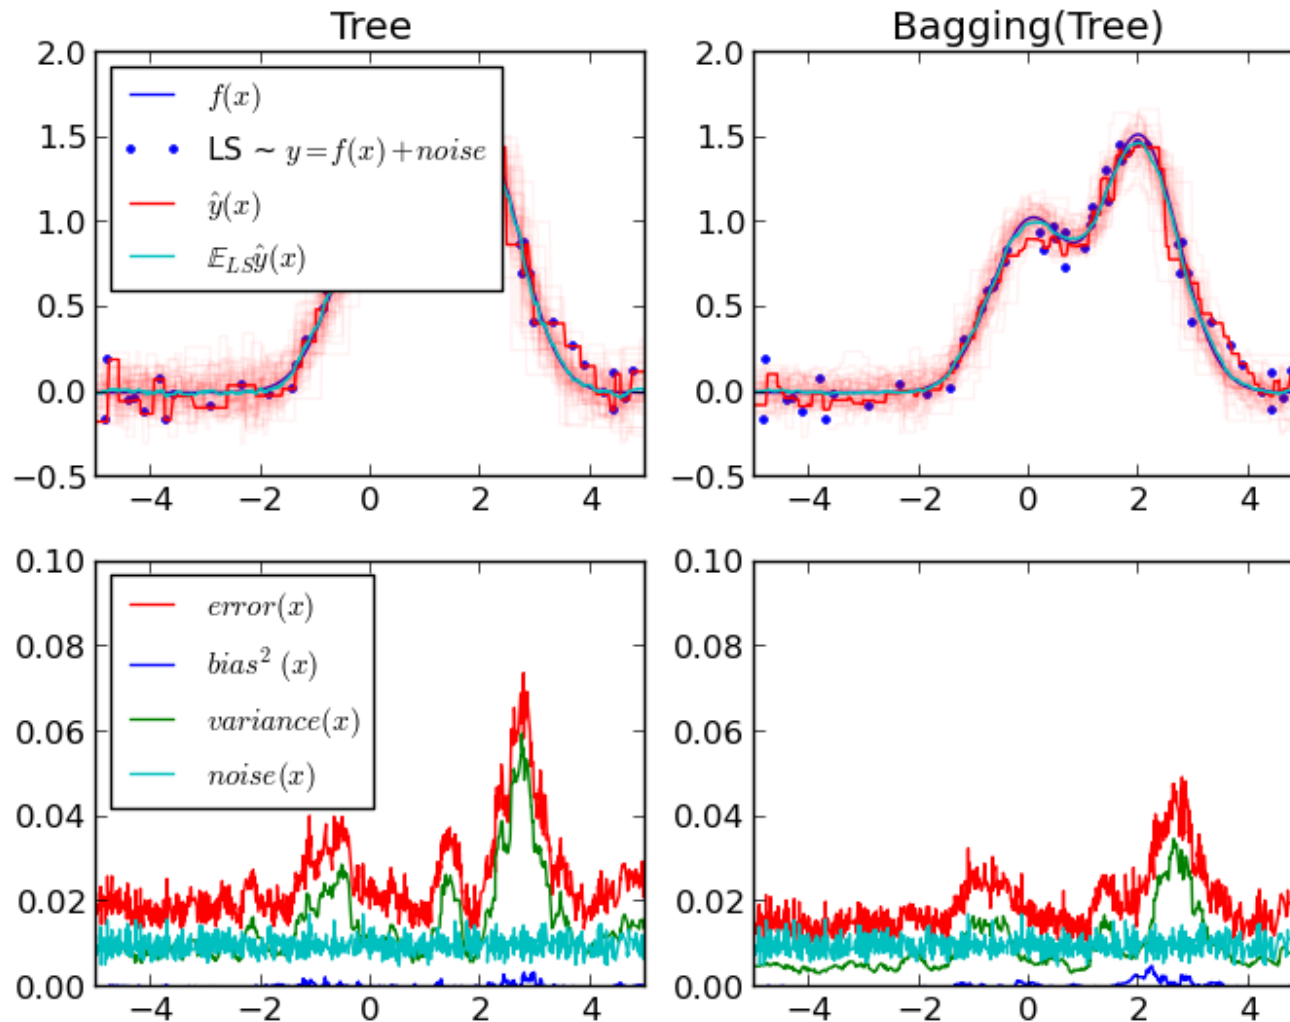 Tree
Bagging(Tree)
2.0
1.5
1.0
0.5
0.0
−0.5
−4 −2 0 2 4
f(x)
LS ~ y=f(x)+noise
ŷ(x)
𝔼_LS ŷ(x)
2.0
1.5
1.0
0.5
0.0
−0.5
−4 −2 0 2 4
0.10
0.08
0.06
0.04
0.02
0.00
−4 −2 0 2 4
error(x)
bias² (x)
variance(x)
noise(x)
0.10
0.08
0.06
0.04
0.02
0.00
−4 −2 0 2 4